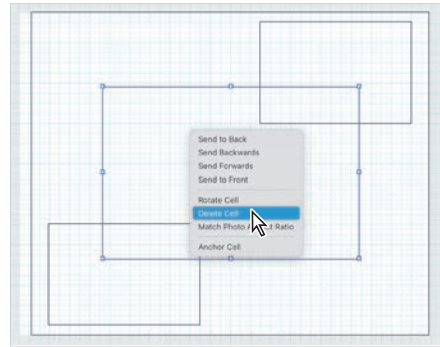 Send to Back
Send Backwards
Send Forwards
Send to Front
Rotate Cell
Delete Cell
Match Photo Ratio
Anchor Cell